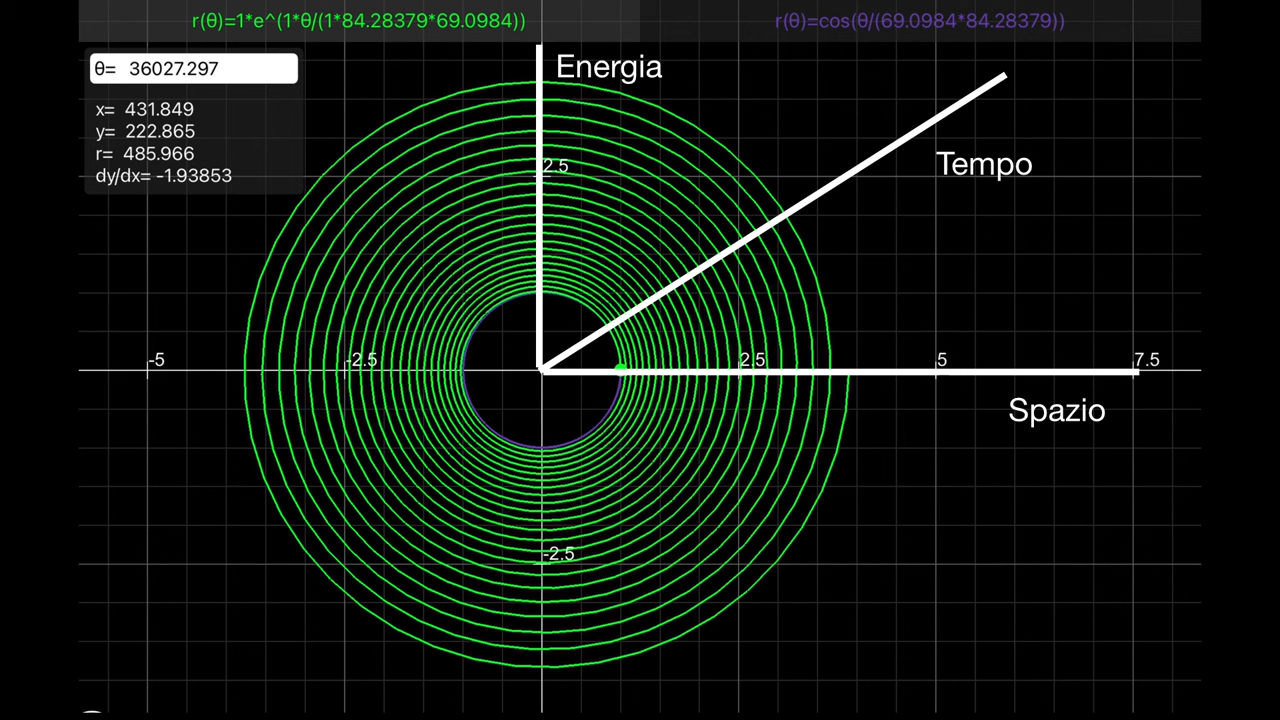 r(θ)=1*e^(1*θ/(1*84.28379*69.0984))
r(θ)=cos(θ/(69.0984*84.28379))
θ= 36027.297
x= 431.849
y= 222.865
r= 485.966
dy/dx= -1.93853
Energia
Tempo
2.5
-5
-2.5
2.5
5
7.5
Spazio
-2.5